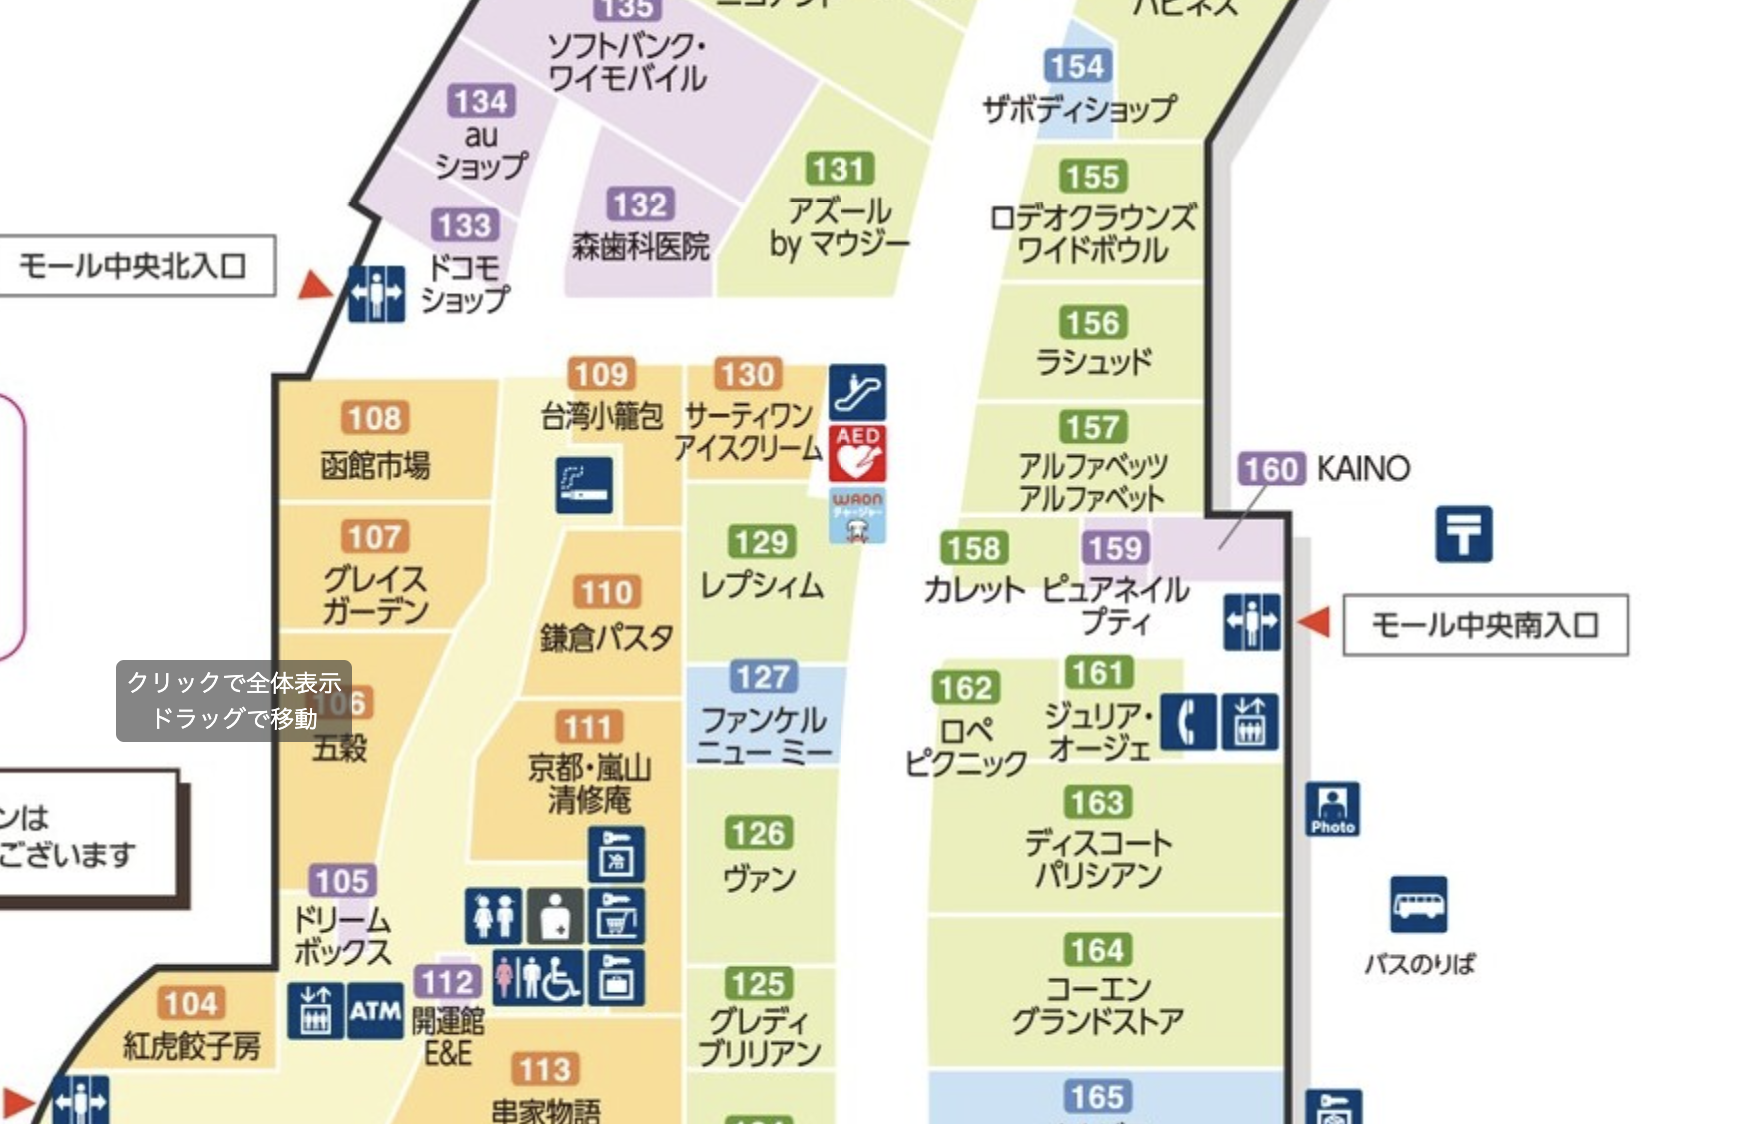 135
ソフトバンク・
ワイモバイル
134
au
ショップ
133
ドコモ
ショップ
132
森歯科医院
131
アズール
by マウジー
154
ザボディショップ
155
ロデオクラウンズ
ワイドボウル
156
ラシュッド
157
アルファベッツ
アルファベット
モール中央北入口
108
函館市場
109
台湾小籠包
130
サーティワン
アイスクリーム
AED
WAON
チャージャー
160 KAINO
107
グレイス
ガーデン
110
鎌倉パスタ
129
レプシィム
158
カレット
159
ピュアネイル
プティ
モール中央南入口
クリックで全体表示
ドラッグで移動
106
五穀
111
京都・嵐山
清修庵
127
ファンケル
ニュー ミー
162
ロペ
ピクニック
161
ジュリア・
オージェ
163
ディスコート
パリシアン
Photo
ンは
ございます
126
ヴァン
冷
105
ドリーム
ボックス
164
コーエン
グランドストア
バスのりば
104
紅虎餃子房
ATM
112
開運館
E&E
125
グレディ
ブリリアン
113
串家物語
165